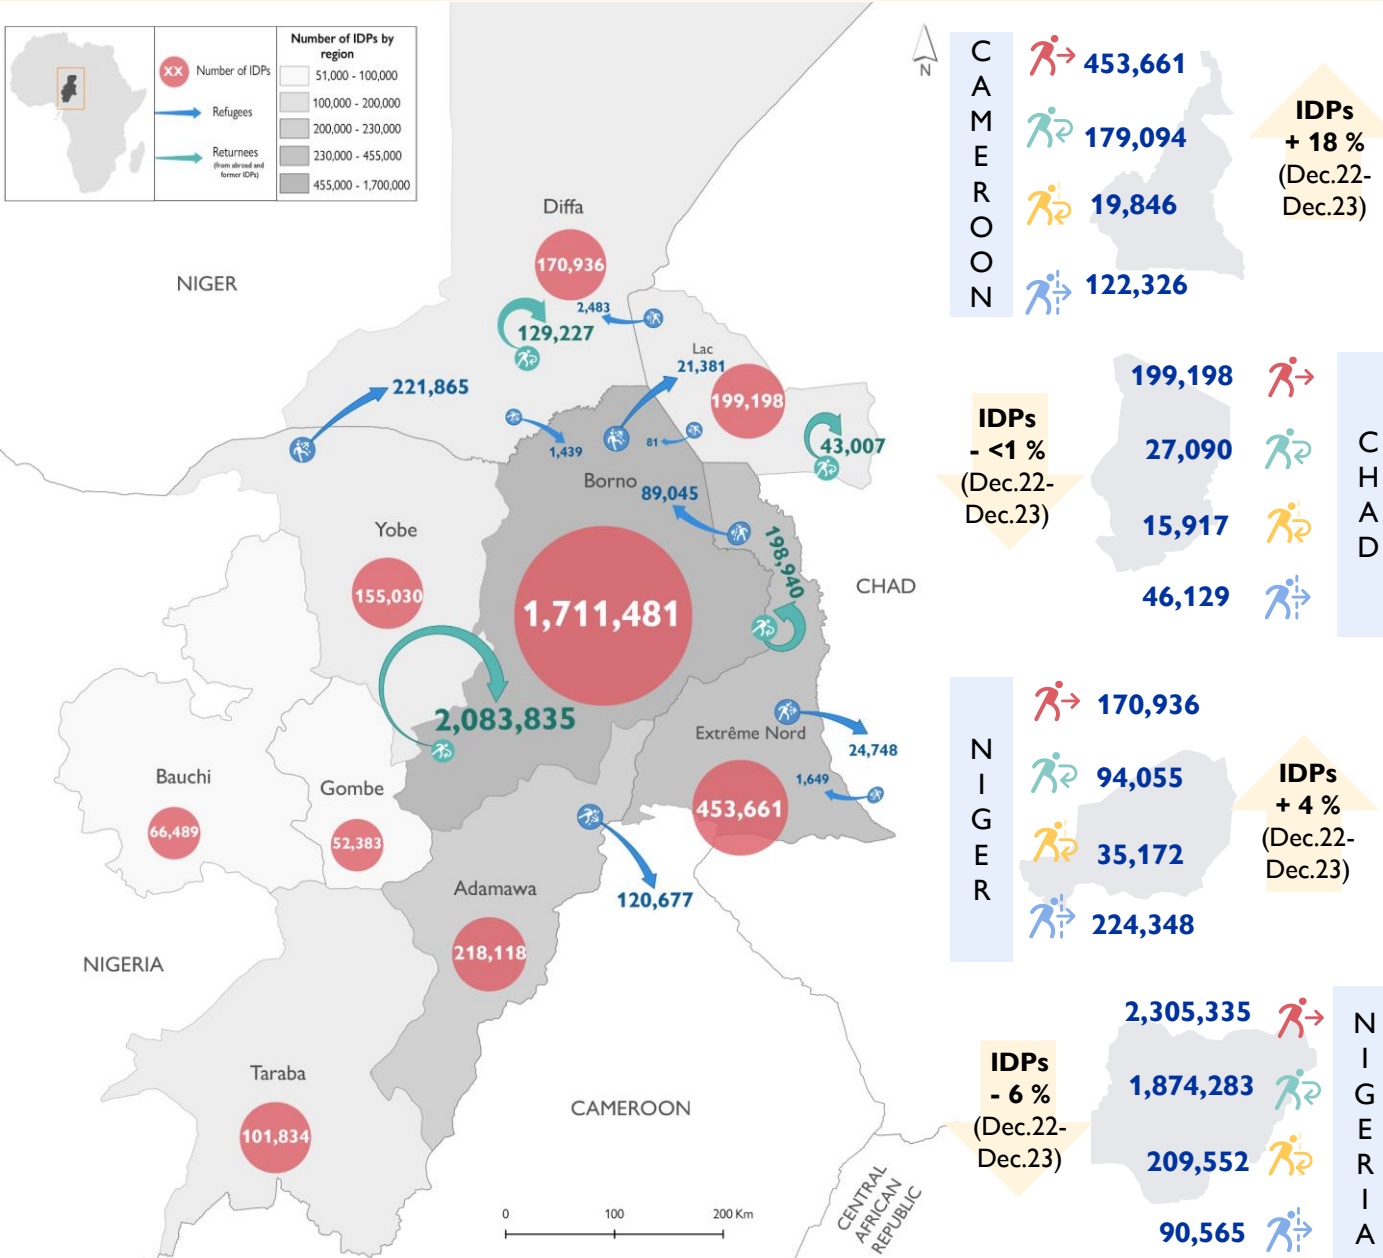 Number of IDPs by
region
XX
Number of IDPs
Refugees
Returnees
(from abroad and
former IDPs)
51,000 - 100,000
100,000 - 200,000
200,000 - 230,000
230,000 - 455,000
455,000 - 1,700,000
N
NIGER
Diffa
170,936
2,483
129,227
Lac
21,381
199,198
221,865
1,439
81
43,007
Borno
89,045
Yobe
155,030
198,940
CHAD
1,711,481
2,083,835
Extrême Nord
24,748
1,649
453,661
Bauchi
66,489
Gombe
52,383
Adamawa
120,677
218,118
NIGERIA
Taraba
101,834
CAMEROON
CENTRAL
AFRICAN
REPUBLIC
0 100 200 Km
CAMEROON
453,661
179,094
19,846
122,326
IDPs
+ 18 %
(Dec.22-
Dec.23)
CHAD
199,198
27,090
15,917
46,129
IDPs
- <1 %
(Dec.22-
Dec.23)
NIGER
170,936
94,055
35,172
224,348
IDPs
+ 4 %
(Dec.22-
Dec.23)
NIGERIA
2,305,335
1,874,283
209,552
90,565
IDPs
- 6 %
(Dec.22-
Dec.23)